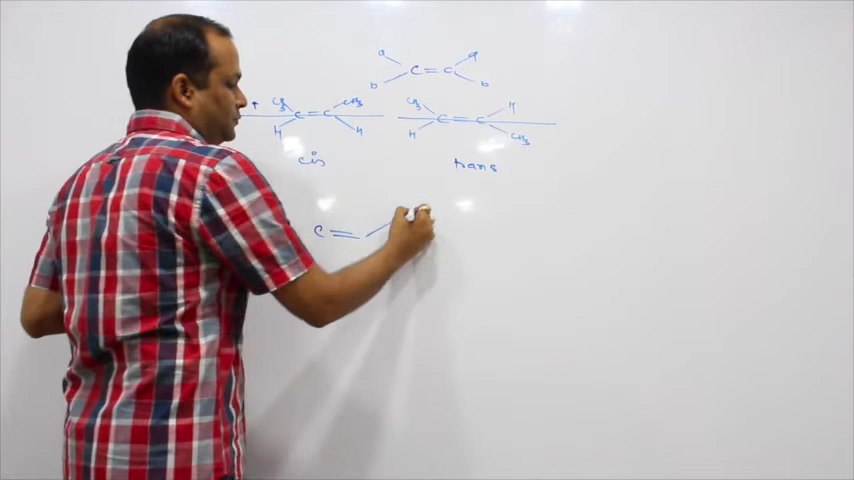 a a
C = C
b b
CH3 CH3 CH3 H
C = C C = C
H H H CH3
cis trans
C =